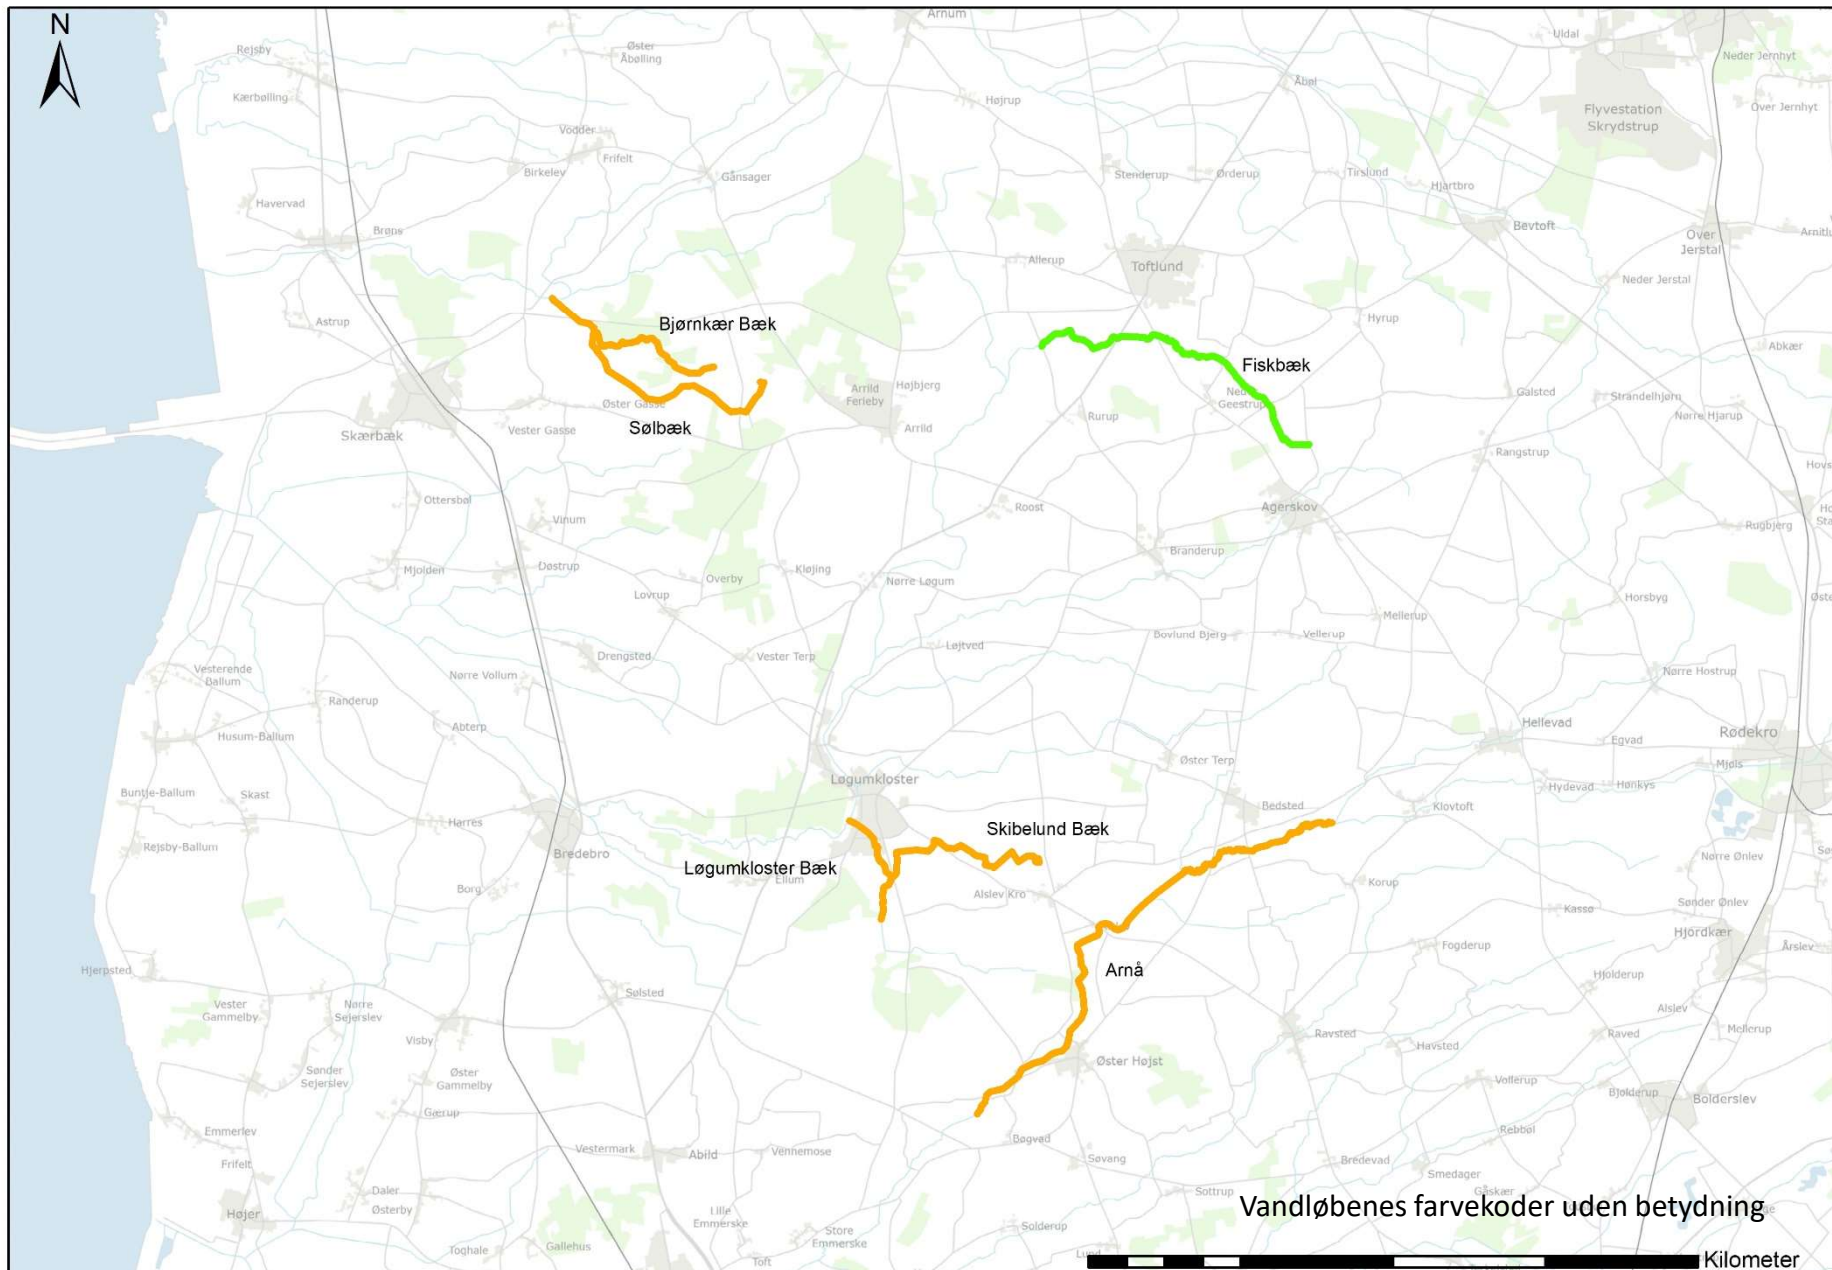 N
Arnum
Uldal
Rejsby
Øster
Åbølling
Neder Jernhyt
Kærbølling
Højrup
Åbøl
Over Jernhyt
Flyvestation
Skrydstrup
Vodder
Frifelt
Birkelev
Gånsager
Stenderup
Ørderup
Tirslund
Hjartbro
Havervad
Brøns
Bevtoft
Over
Jerstal
Allerup
Toftlund
Neder Jerstal
Astrup
Bjørnkær Bæk
Hyrup
Abkær
Fiskbæk
Arrild
Ferieby
Højbjerg
Galsted
Strandelhjørn
Øster Gasse
Geestrup
Nørre Hjarup
Skærbæk
Vester Gasse
Sølbæk
Arrild
Rurup
Rangstrup
Ottersbøl
Vinum
Roost
Agerskov
Rugbjerg
Branderup
Mjolden
Døstrup
Overby
Kløjing
Nørre Løgum
Lovrup
Horsbyg
Mellerup
Bovlund Bjerg
Vellerup
Løjtved
Drengsted
Vester Terp
Vesterende
Ballum
Nørre Vollum
Nørre Hostrup
Randerup
Abterp
Husum-Ballum
Hellevad
Egvad
Rødekro
Øster Terp
Mjøls
Løgumkloster
Hydevad
Hønkys
Buntje-Ballum
Skast
Bedsted
Klovtoft
Harres
Skibelund Bæk
Rejsby-Ballum
Bredebro
Nørre Ønlev
Løgumkloster Bæk
Ellum
Borg
Alslev Kro
Korup
Kassø
Sønder Ønlev
Hjordkær
Årslev
Fogderup
Hjerpsted
Arnå
Hjolderup
Sølsted
Vester
Gammelby
Nørre
Sejerslev
Alslev
Mellerup
Visby
Ravsted
Havsted
Raved
Øster Højst
Sønder
Sejerslev
Øster
Gammelby
Vollerup
Bjolderup
Bolderslev
Gærup
Emmerlev
Bøgvad
Rebbøl
Vestermark
Abild
Vennemose
Søvang
Bredevad
Frifelt
Smedager
Daler
Østerby
Sottrup
Vandløbenes farvekoder uden betydning
Højer
Lille
Emmerske
Store
Emmerske
Solderup
Toghale
Gallehus
Toft
Lund
Kilometer